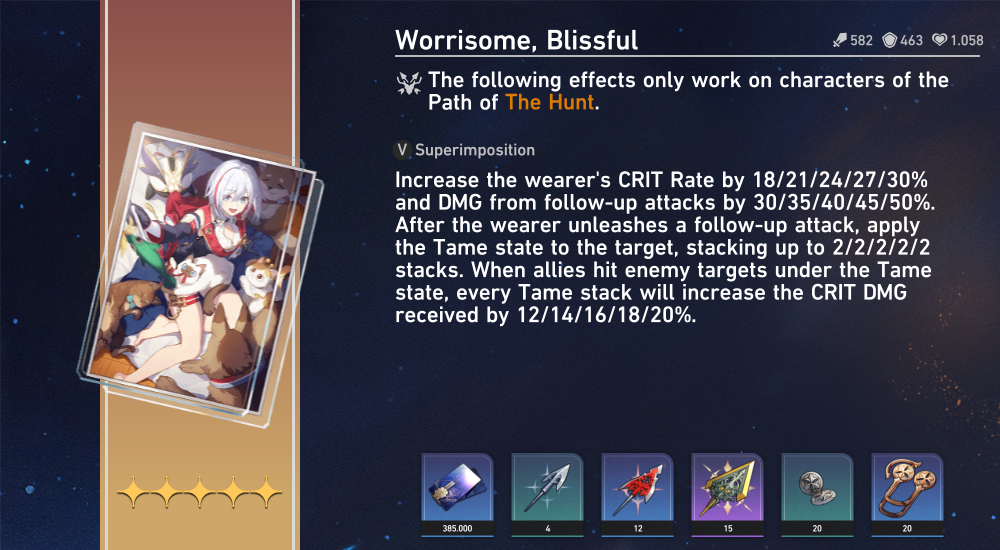 Worrisome, Blissful
582 463 1.058
The following effects only work on characters of the
Path of The Hunt.
V Superimposition
Increase the wearer's CRIT Rate by 18/21/24/27/30%
and DMG from follow-up attacks by 30/35/40/45/50%.
After the wearer unleashes a follow-up attack, apply
the Tame state to the target, stacking up to 2/2/2/2/2
stacks. When allies hit enemy targets under the Tame
state, every Tame stack will increase the CRIT DMG
received by 12/14/16/18/20%.
385.000 4 12 15 20 20